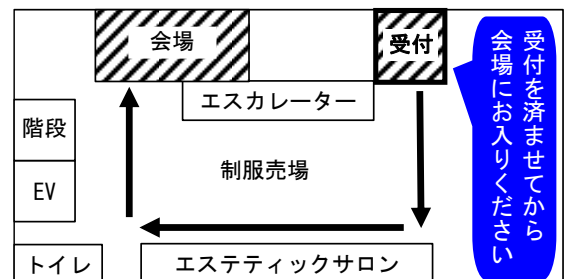 会場
受付
受付を済ませてから
会場にお入りください
エスカレーター
階段
制服売場
EV
トイレ
エステティックサロン